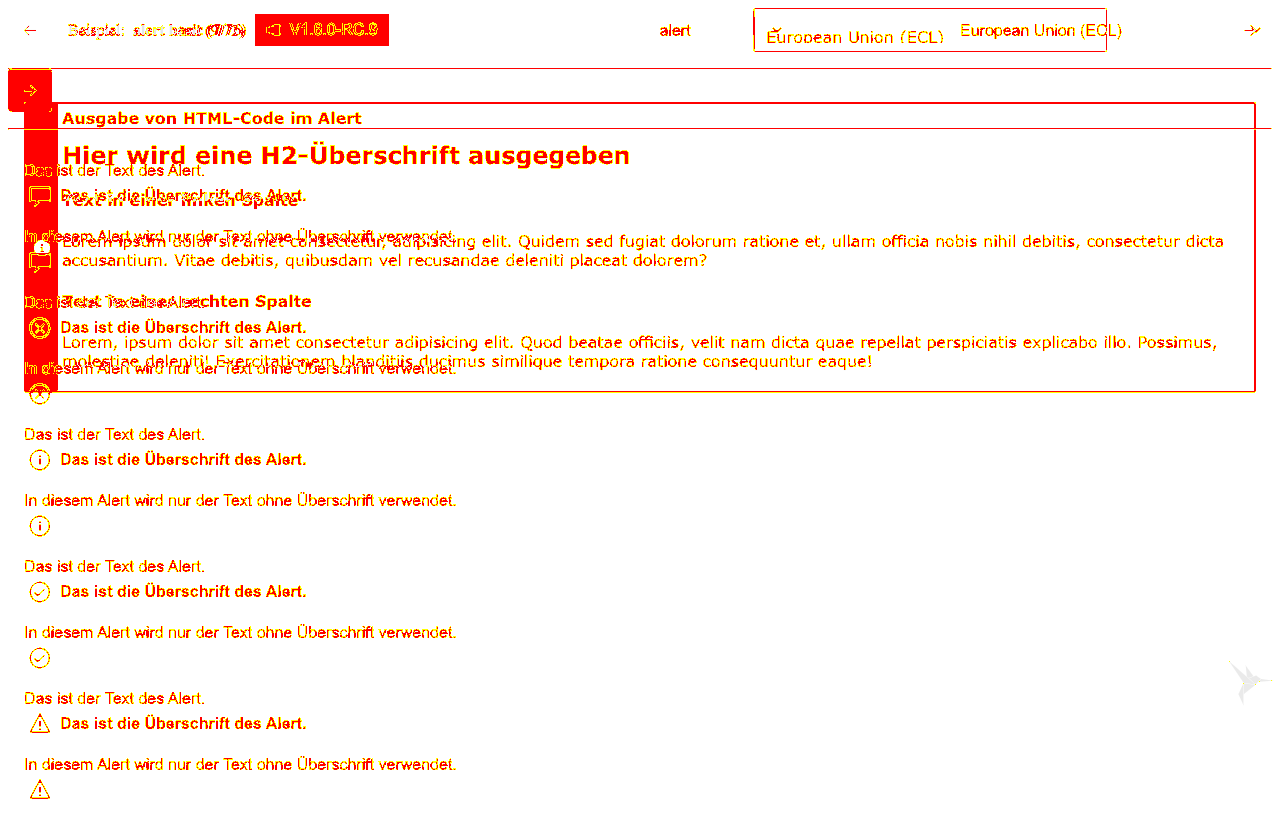 V1.6.0-RC.9
alert
European Union (ECL)
European Union (ECL)
Ausgabe von HTML-Code im Alert
Hier wird eine H2-Überschrift ausgegeben
Das ist der Text des Alert.
Das ist die Überschrift des Alert.
Text in einer linken Spalte
In diesem Alert wird nur der Text ohne Überschrift verwendet.
Lorem ipsum dolor sit amet consectetur, adipisicing elit. Quidem sed fugiat dolorum ratione et, ullam officia nobis nihil debitis, consectetur dicta
accusantium. Vitae debitis, quibusdam vel recusandae deleniti placeat dolorem?
Das ist der Text des Alert.
Text in einer rechten Spalte
Das ist die Überschrift des Alert.
Lorem, ipsum dolor sit amet consectetur adipisicing elit. Quod beatae officiis, velit nam dicta quae repellat perspiciatis explicabo illo. Possimus,
molestiae deleniti! Exercitationem blanditiis ducimus similique tempora ratione consequuntur eaque!
In diesem Alert wird nur der Text ohne Überschrift verwendet.
Das ist der Text des Alert.
Das ist die Überschrift des Alert.
In diesem Alert wird nur der Text ohne Überschrift verwendet.
Das ist der Text des Alert.
Das ist die Überschrift des Alert.
In diesem Alert wird nur der Text ohne Überschrift verwendet.
Das ist der Text des Alert.
Das ist die Überschrift des Alert.
In diesem Alert wird nur der Text ohne Überschrift verwendet.